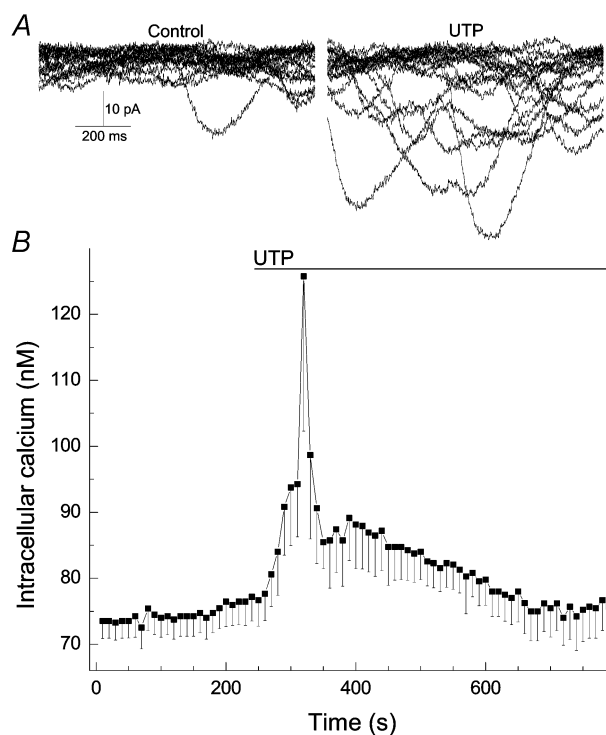 A
Control
UTP
10 pA
200 ms
B
UTP
120
110
100
90
80
70
Intracellular calcium (nM)
0
200
400
600
Time (s)